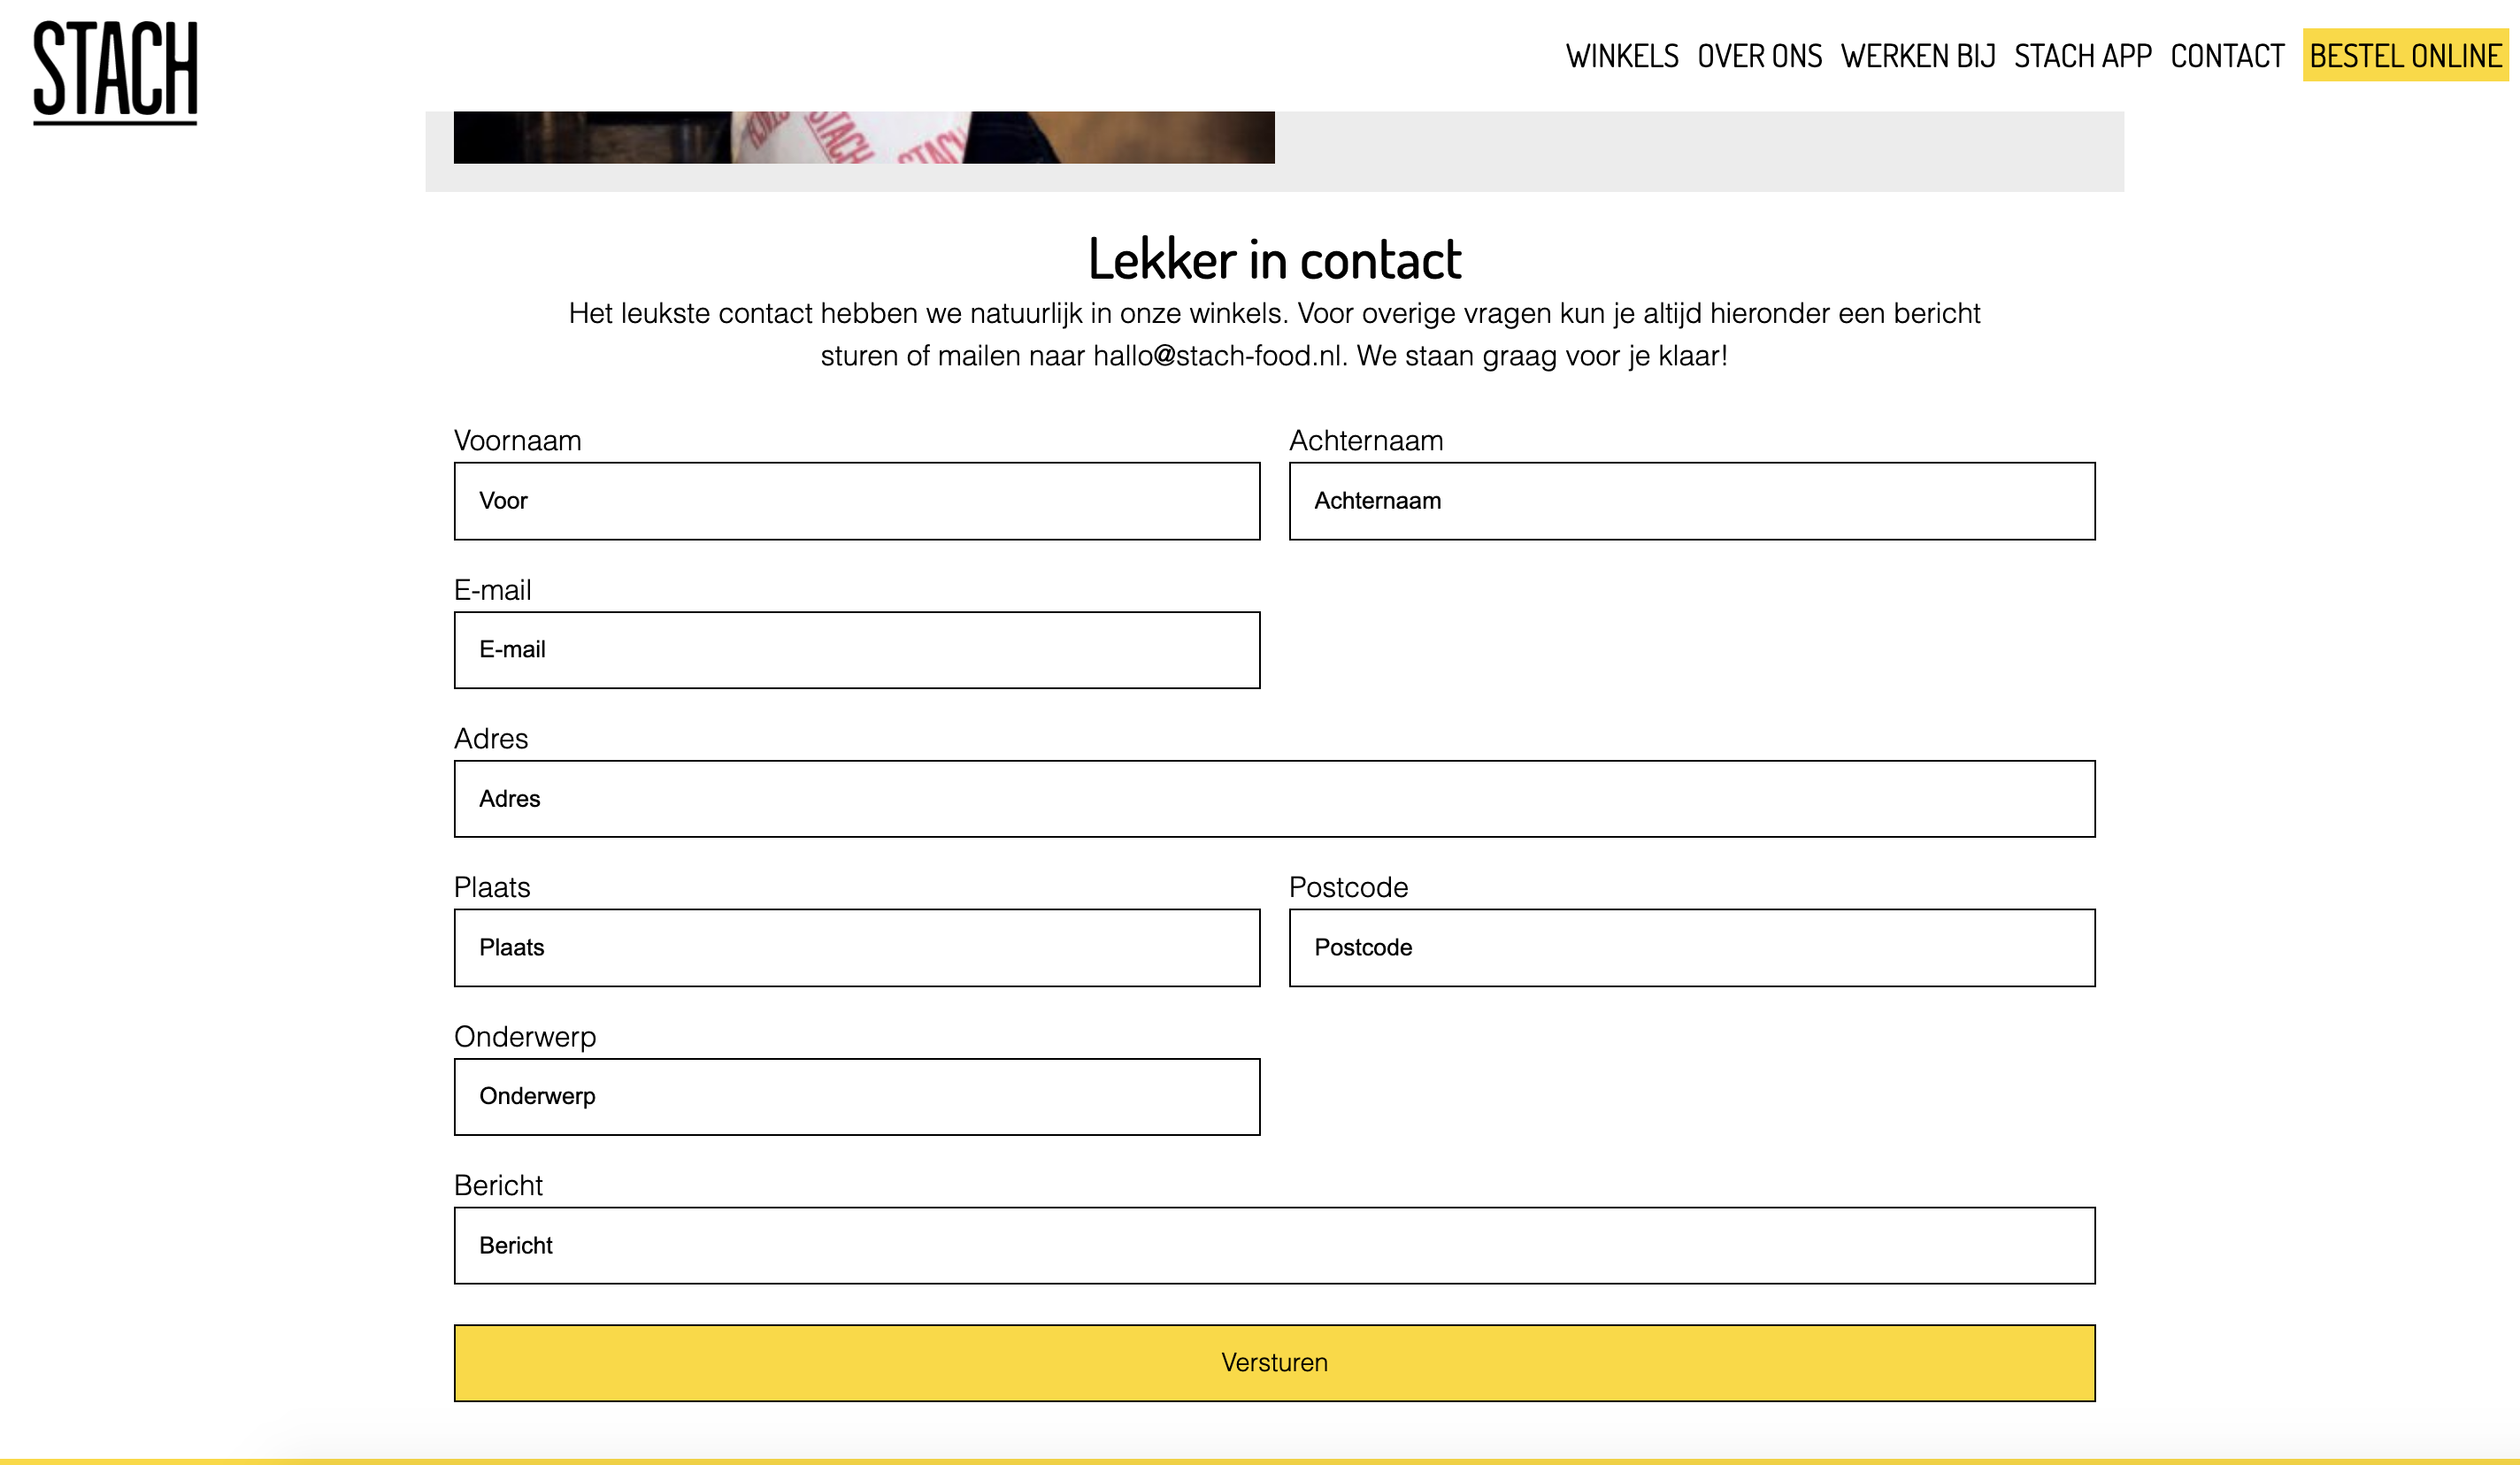 STACH
WINKELS OVER ONS WERKEN BIJ STACH APP CONTACT BESTEL ONLINE
STACH STACH STACH
Lekker in contact
Het leukste contact hebben we natuurlijk in onze winkels. Voor overige vragen kun je altijd hieronder een bericht
sturen of mailen naar hallo@stach-food.nl. We staan graag voor je klaar!
Voornaam Achternaam
Voor Achternaam
E-mail
E-mail
Adres
Adres
Plaats Postcode
Plaats Postcode
Onderwerp
Onderwerp
Bericht
Bericht
Versturen